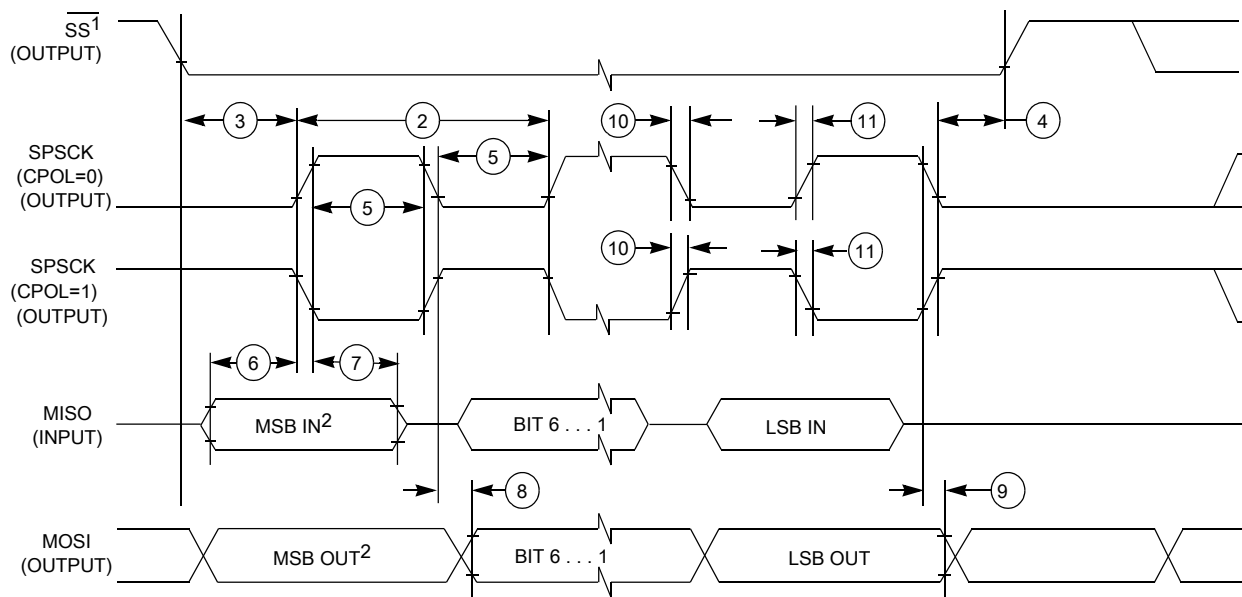 SS¹
(OUTPUT)
3
2
10
11
4
SPSCK
(CPOL=0)
(OUTPUT)
5
5
SPSCK
(CPOL=1)
(OUTPUT)
10
11
6
7
MISO
(INPUT)
MSB IN²
BIT 6 . . . 1
LSB IN
8
9
MOSI
(OUTPUT)
MSB OUT²
BIT 6 . . . 1
LSB OUT